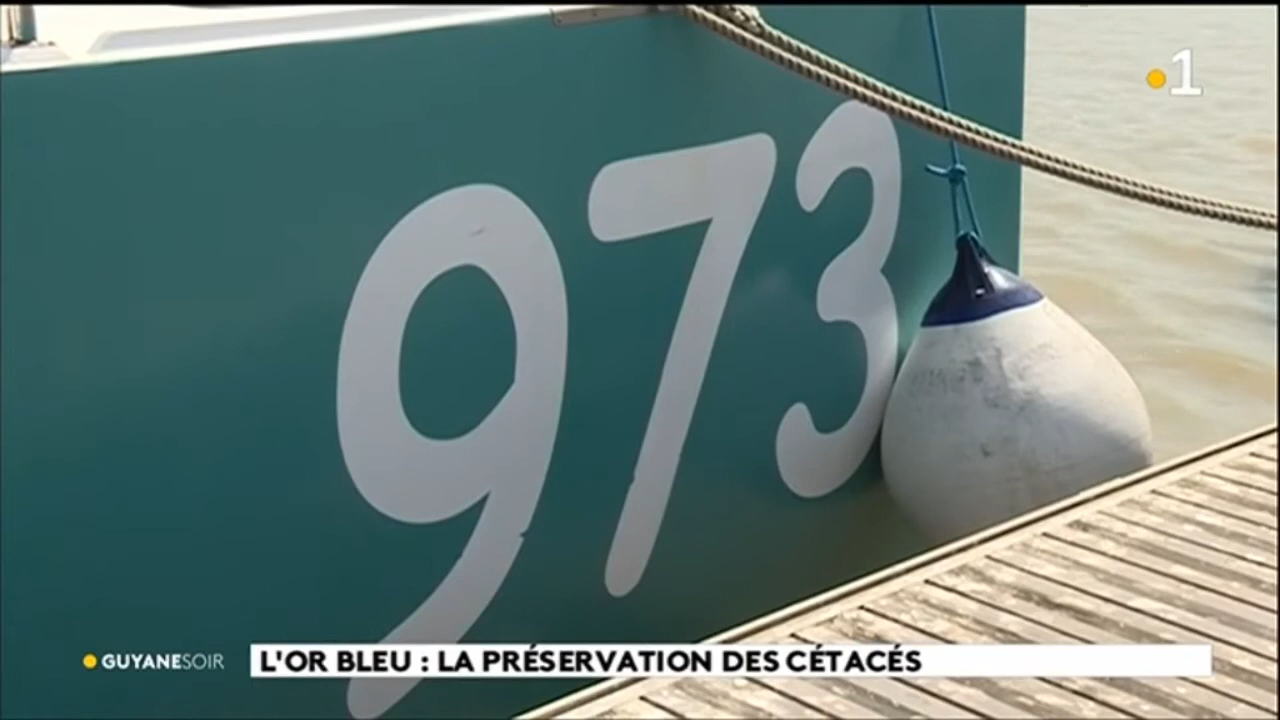 1
973
GUYANESOIR
L'OR BLEU : LA PRÉSERVATION DES CÉTACÉS